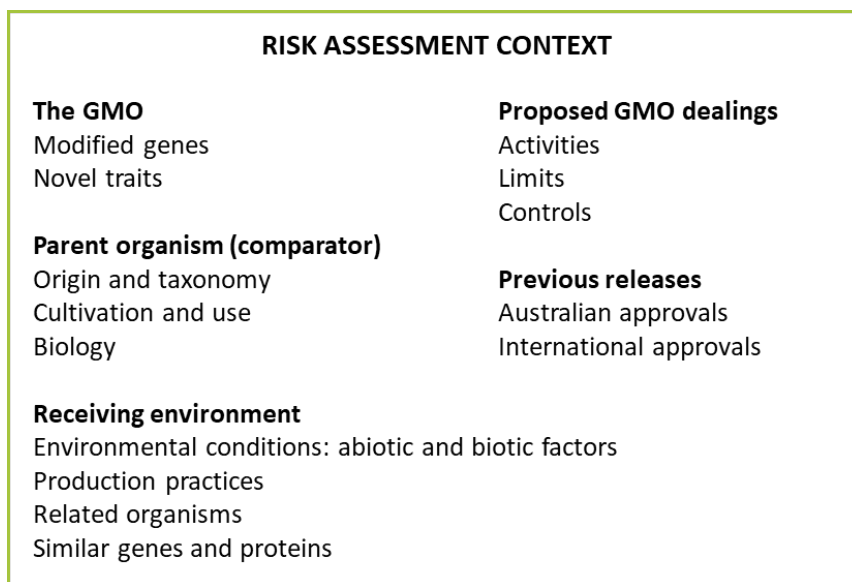 RISK ASSESSMENT CONTEXT
The GMO
Modified genes
Novel traits
Parent organism (comparator)
Origin and taxonomy
Cultivation and use
Biology
Proposed GMO dealings
Activities
Limits
Controls
Previous releases
Australian approvals
International approvals
Receiving environment
Environmental conditions: abiotic and biotic factors
Production practices
Related organisms
Similar genes and proteins